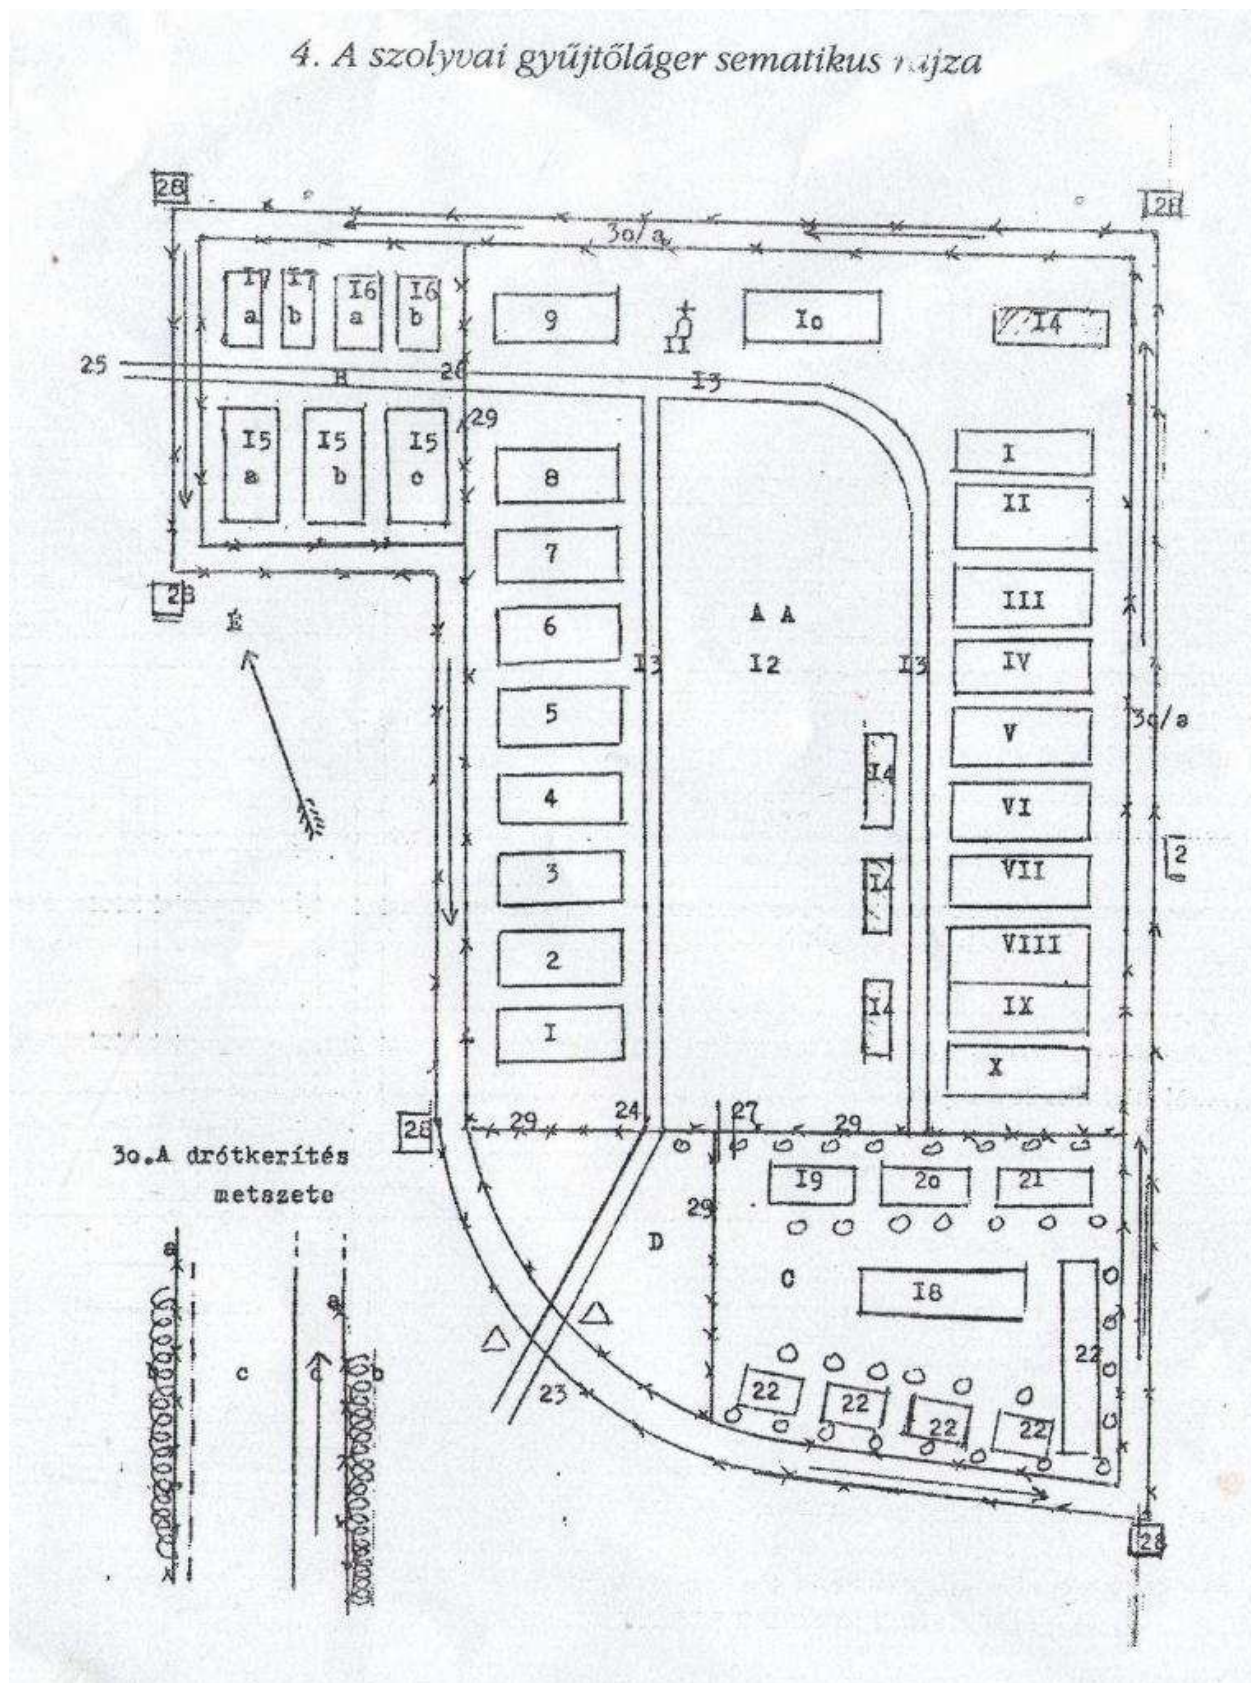 4. A szolyvai gyűjtőláger sematikus rajza
28
28
3o/a
I7 I7 I6 I6
a b a b
9
II
Io
I4
25
B
26
I3
29
I5 I5 I5
a b c
8
I
II
7
28
É
III
6
A A
I3
I2
I3
IV
5
V
3o/a
I4
4
VI
2
3
I4
VII
2
VIII
I4
IX
I
X
28
29
24
27
29
3o.A drótkerítés
metszete
I9
2o
21
29
D
a
C
I8
a
c
b
22
22
22
22
22
23
28